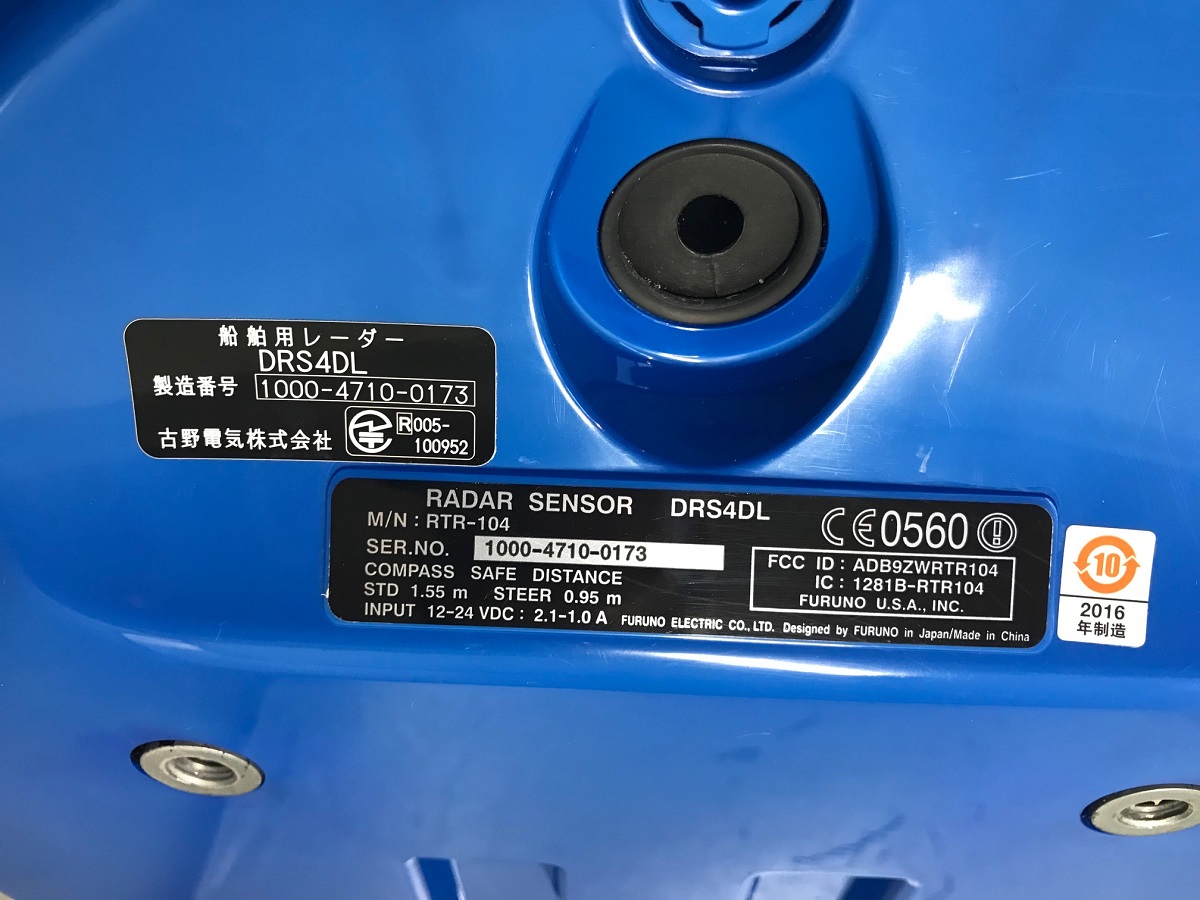 船舶用レーダー
DRS4DL
製造番号 1000-4710-0173
古野電気株式会社 R 005-
100952
RADAR SENSOR DRS4DL
M/N : RTR-104
SER.NO. 1000-4710-0173
COMPASS SAFE DISTANCE
STD 1.55 m STEER 0.95 m
INPUT 12-24 VDC : 2.1-1.0 A
CE0560
FCC ID : ADB9ZWRTR104
IC : 1281B-RTR104
FURUNO U.S.A., INC.
FURUNO ELECTRIC CO., LTD. Designed by FURUNO in Japan/Made in China
10
2016
年制造